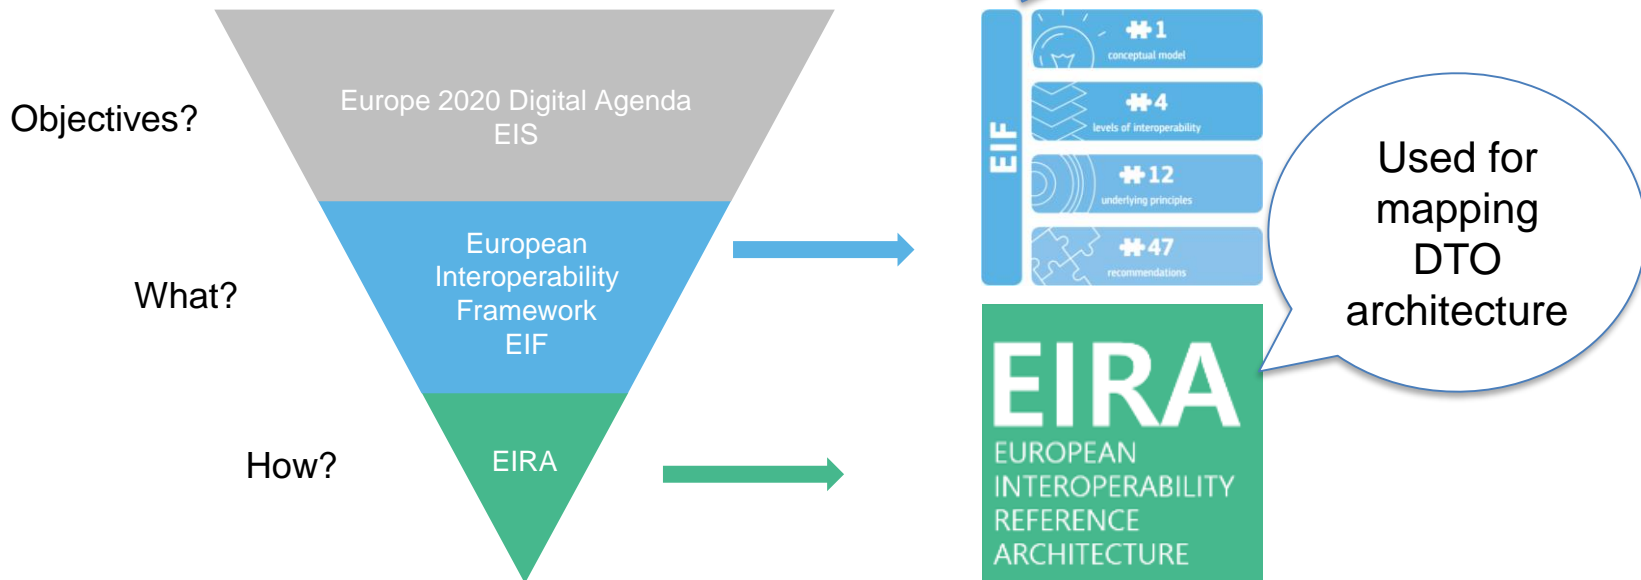 Objectives?
Europe 2020 Digital Agenda
EIS
What?
European
Interoperability
Framework
EIF
How?
EIRA
EIF
1
conceptual model
4
levels of interoperability
12
underlying principles
47
recommendations
Used for
mapping
DTO
architecture
EIRA
EUROPEAN
INTEROPERABILITY
REFERENCE
ARCHITECTURE